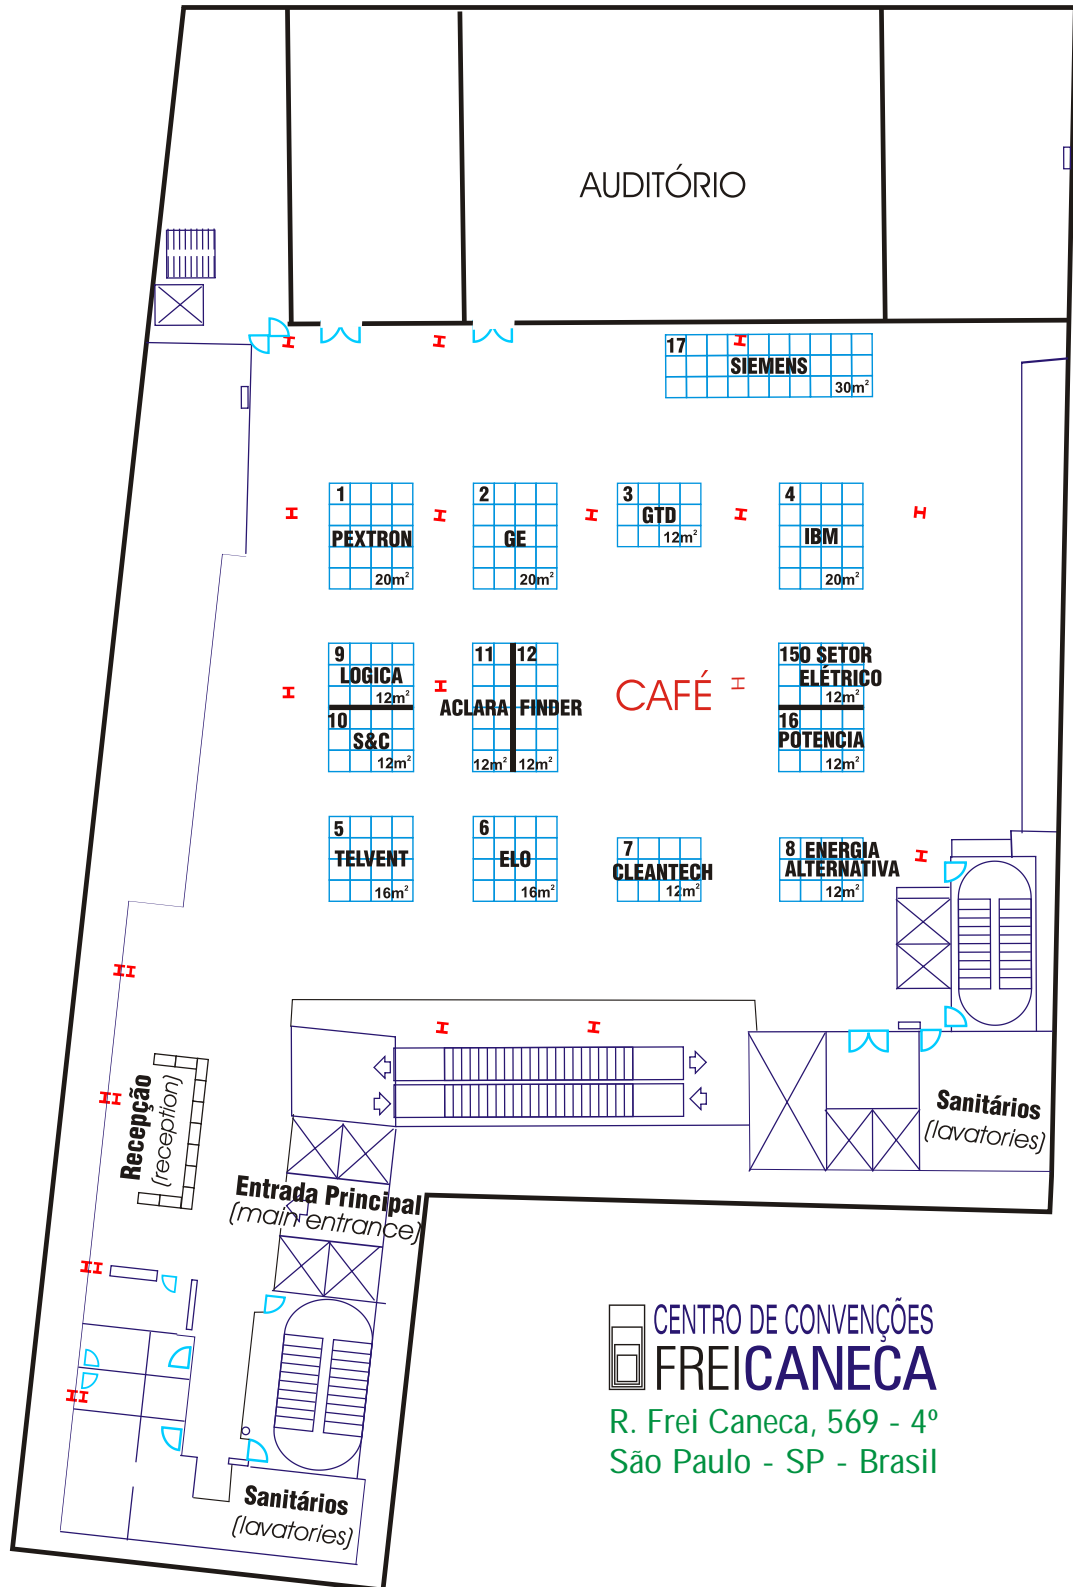 AUDITÓRIO
17
SIEMENS
30m²
1
PEXTRON
20m²
2
GE
20m²
3
GTD
12m²
4
IBM
20m²
9
LOGICA
12m²
10
S&C
12m²
11
ACLARA
12m²
12
FINDER
12m²
CAFÉ
15 O SETOR
ELÉTRICO
12m²
16
POTENCIA
12m²
5
TELVENT
16m²
6
ELO
16m²
7
CLEANTECH
12m²
8 ENERGIA
ALTERNATIVA
12m²
Recepção
(reception)
Entrada Principal
(main entrance)
Sanitários
(lavatories)
Sanitários
(lavatories)
CENTRO DE CONVENÇÕES
FREICANECA
R. Frei Caneca, 569 - 4º
São Paulo - SP - Brasil